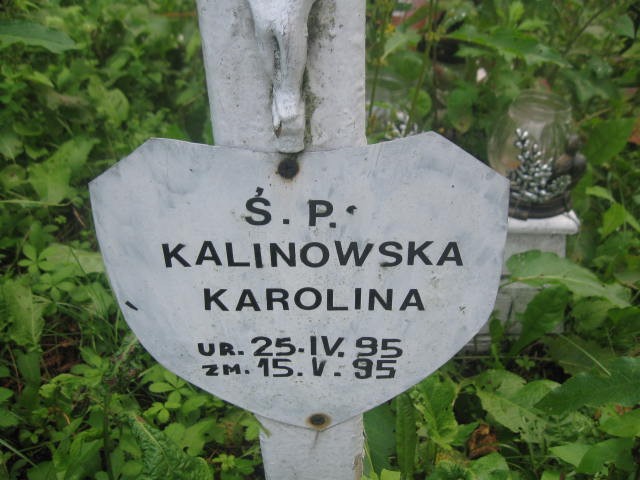 Ś. P.
KALINOWSKA
KAROLINA
UR. 25.IV.95
ZM. 15.V.95